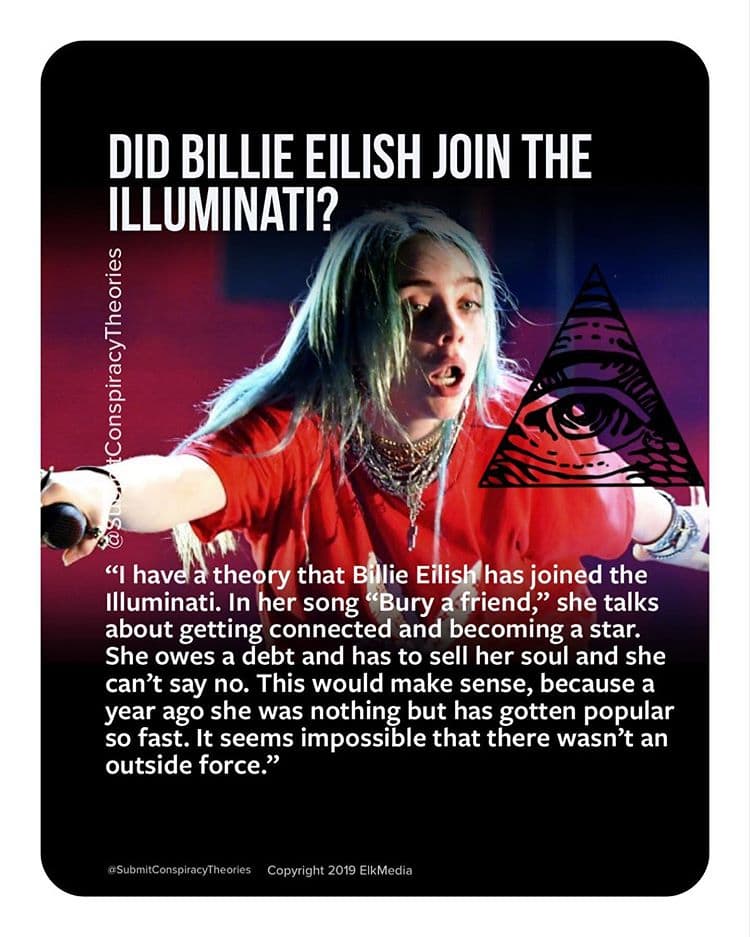 DID BILLIE EILISH JOIN THE
ILLUMINATI?
@SubmitConspiracyTheories
“I have a theory that Billie Eilish has joined the
Illuminati. In her song “Bury a friend,” she talks
about getting connected and becoming a star.
She owes a debt and has to sell her soul and she
can’t say no. This would make sense, because a
year ago she was nothing but has gotten popular
so fast. It seems impossible that there wasn’t an
outside force.”
@SubmitConspiracyTheories Copyright 2019 ElkMedia